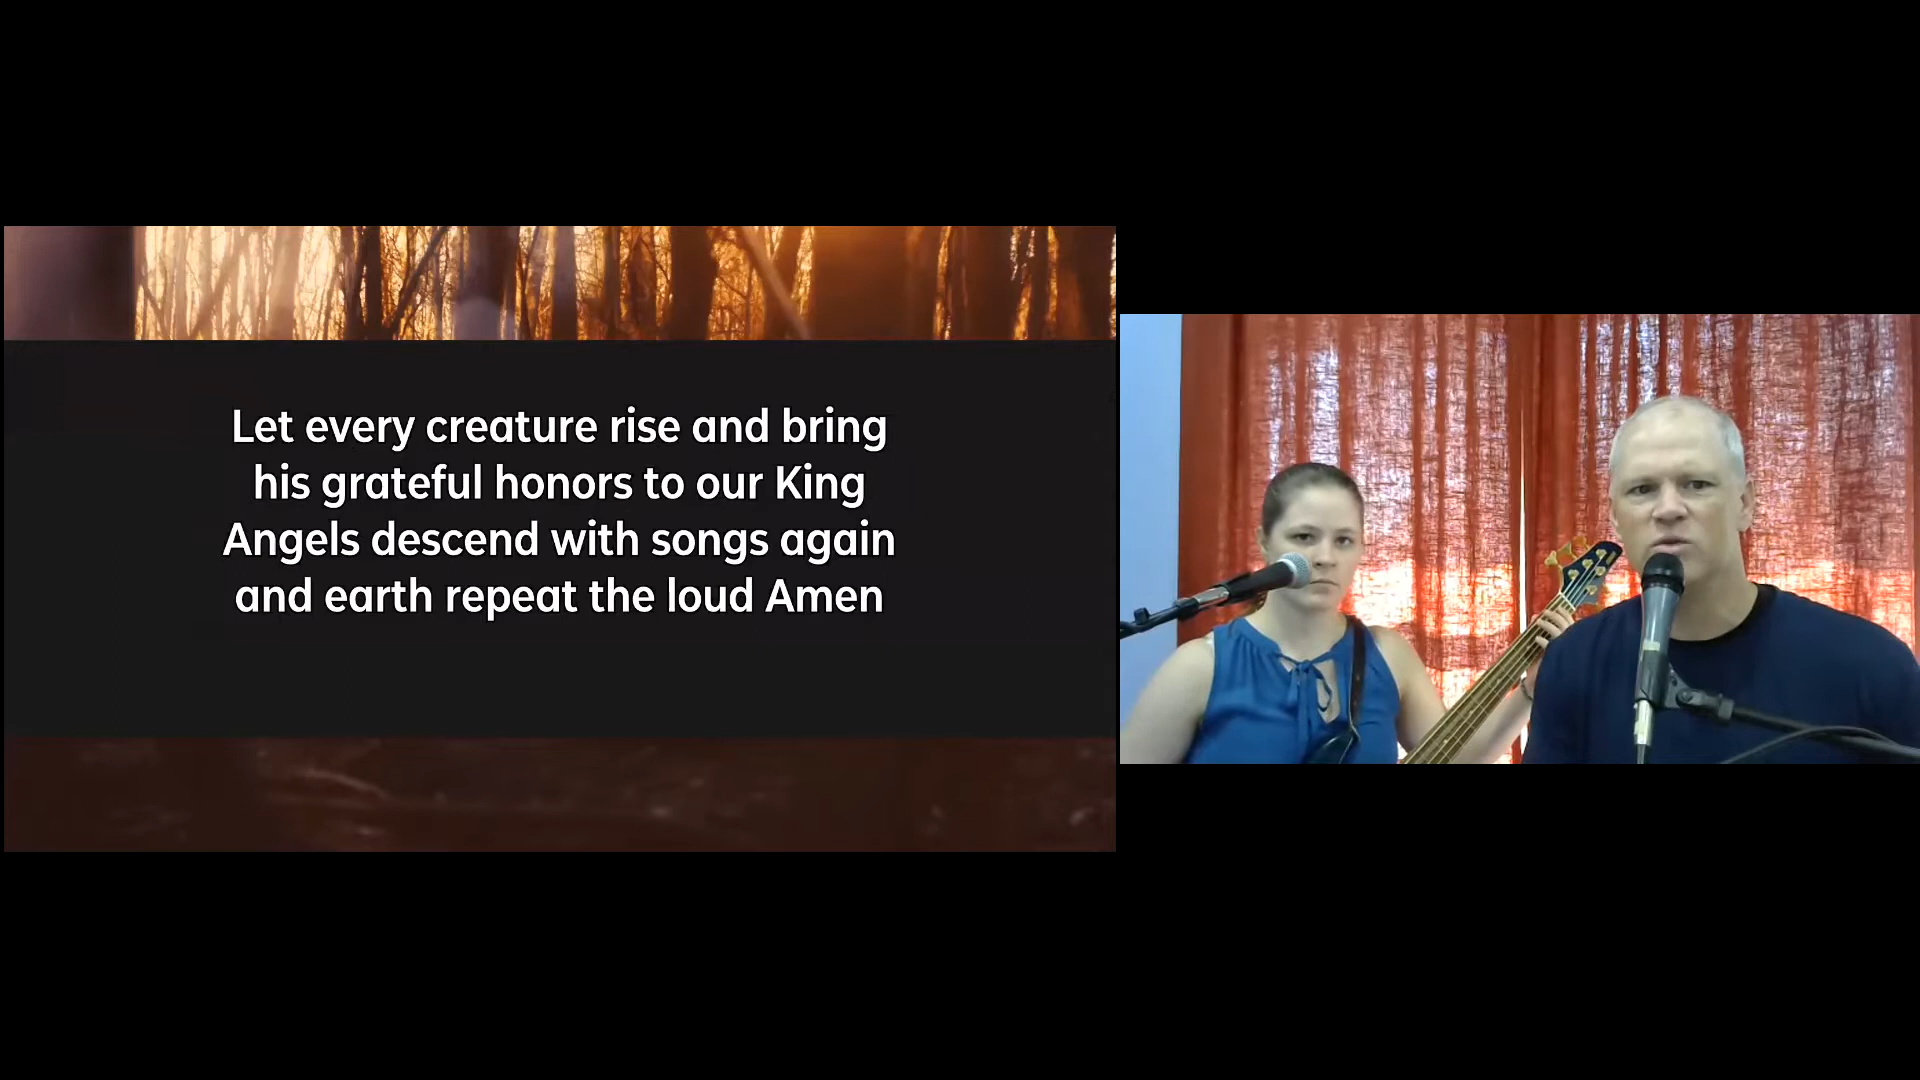 Let every creature rise and bring
his grateful honors to our King
Angels descend with songs again
and earth repeat the loud Amen